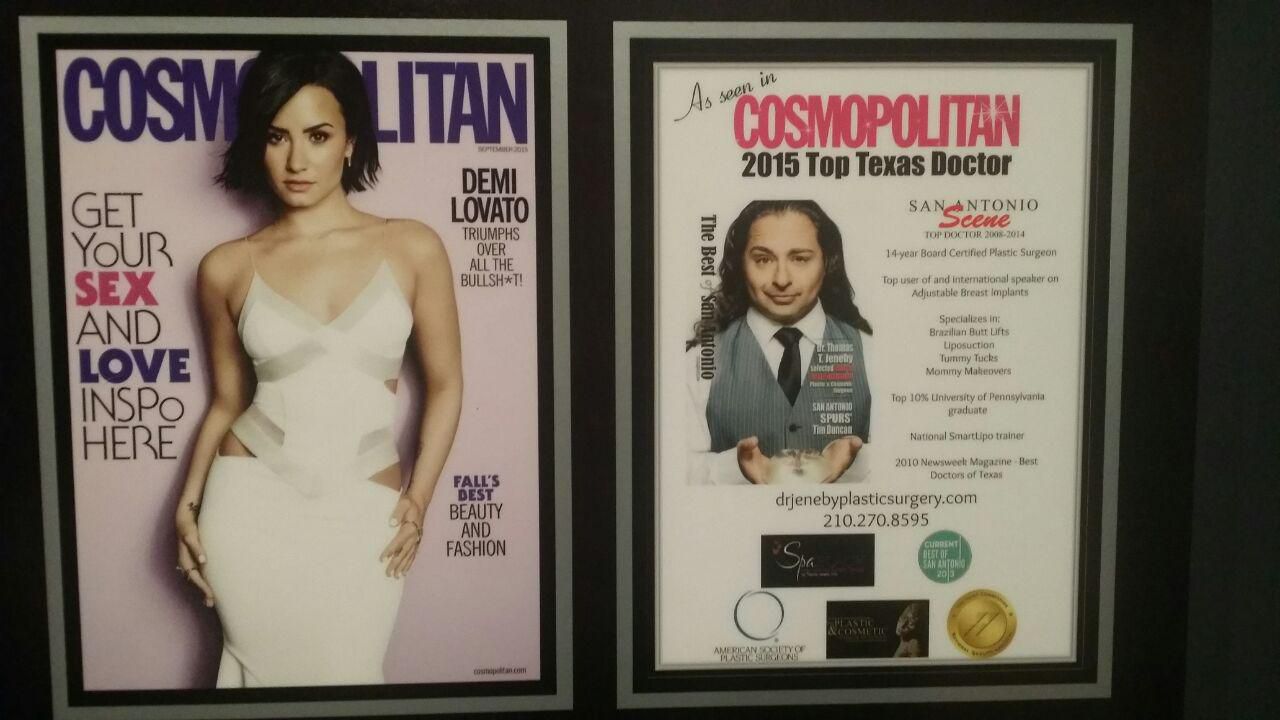 COSMOPOLITAN
SEPTEMBER 2015
GET
YOUR
SEX
AND
LOVE
INSPO
HERE
DEMI
LOVATO
TRIUMPHS
OVER
ALL THE
BULLSH*T!
FALL'S
BEST
BEAUTY
AND
FASHION
cosmopolitan.com
As seen in
COSMOPOLITAN
2015 Top Texas Doctor
The Best of San Antonio
Dr. Thomas
T. Jeneby
selected
Plastic & Cosmetic
Surgeon
SAN ANTONIO
SPURS'
Tim Duncan
SAN ANTONIO
Scene
TOP DOCTOR 2008-2014
14-year Board Certified Plastic Surgeon
Top user of and international speaker on
Adjustable Breast Implants
Specializes in:
Brazilian Butt Lifts
Liposuction
Tummy Tucks
Mommy Makeovers
Top 10% University of Pennsylvania
graduate
National SmartLipo trainer
2010 Newsweek Magazine - Best
Doctors of Texas
drjenebyplasticsurgery.com
210.270.8595
Spa
CURRENT
BEST OF
SAN ANTONIO
2013
AMERICAN SOCIETY OF
PLASTIC SURGEONS
PLASTIC
& COSMETIC